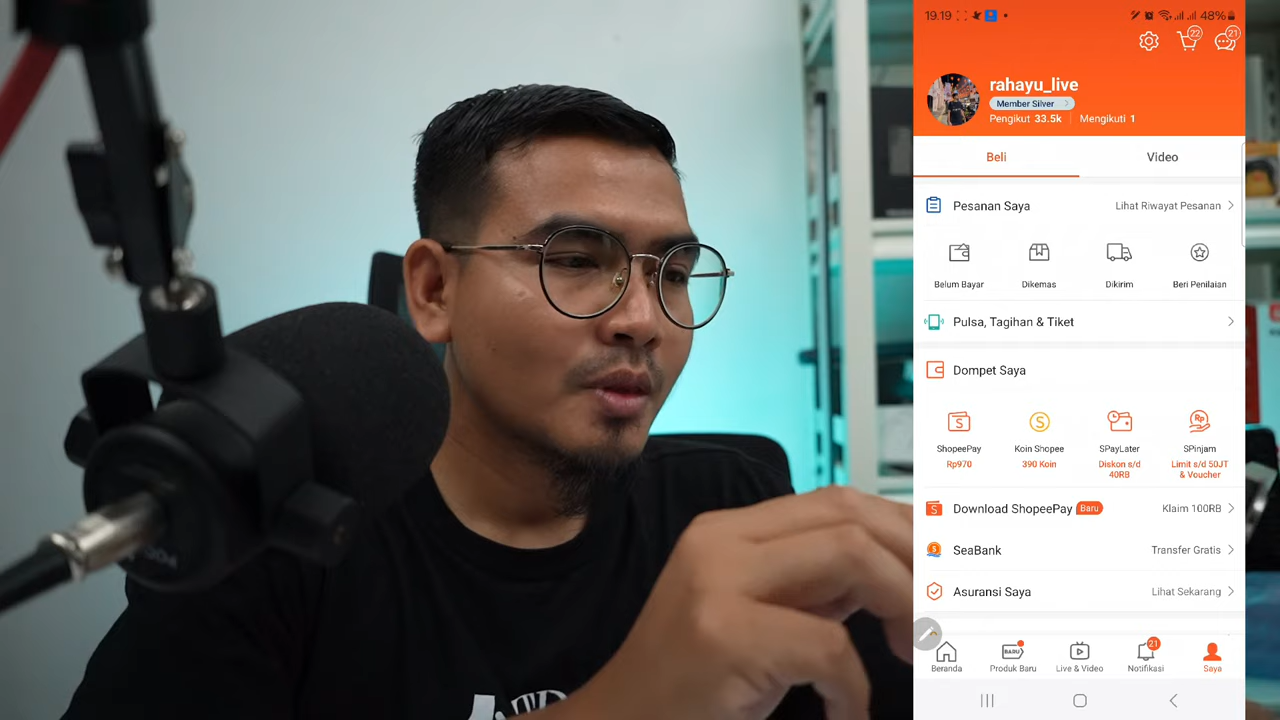 19.19
48%
22
21
rahayu_live
Member Silver
Pengikut 33.5k
Mengikuti 1
Beli
Video
Pesanan Saya
Lihat Riwayat Pesanan
Belum Bayar
Dikemas
Dikirim
Beri Penilaian
Pulsa, Tagihan & Tiket
Dompet Saya
ShopeePay
Koin Shopee
SPayLater
SPinjam
Rp970
390 Koin
Diskon s/d
40RB
Limit s/d 50JT
& Voucher
Download ShopeePay Baru
Klaim 100RB
SeaBank
Transfer Gratis
Asuransi Saya
Lihat Sekarang
BARU
21
Beranda
Produk Baru
Live & Video
Notifikasi
Saya